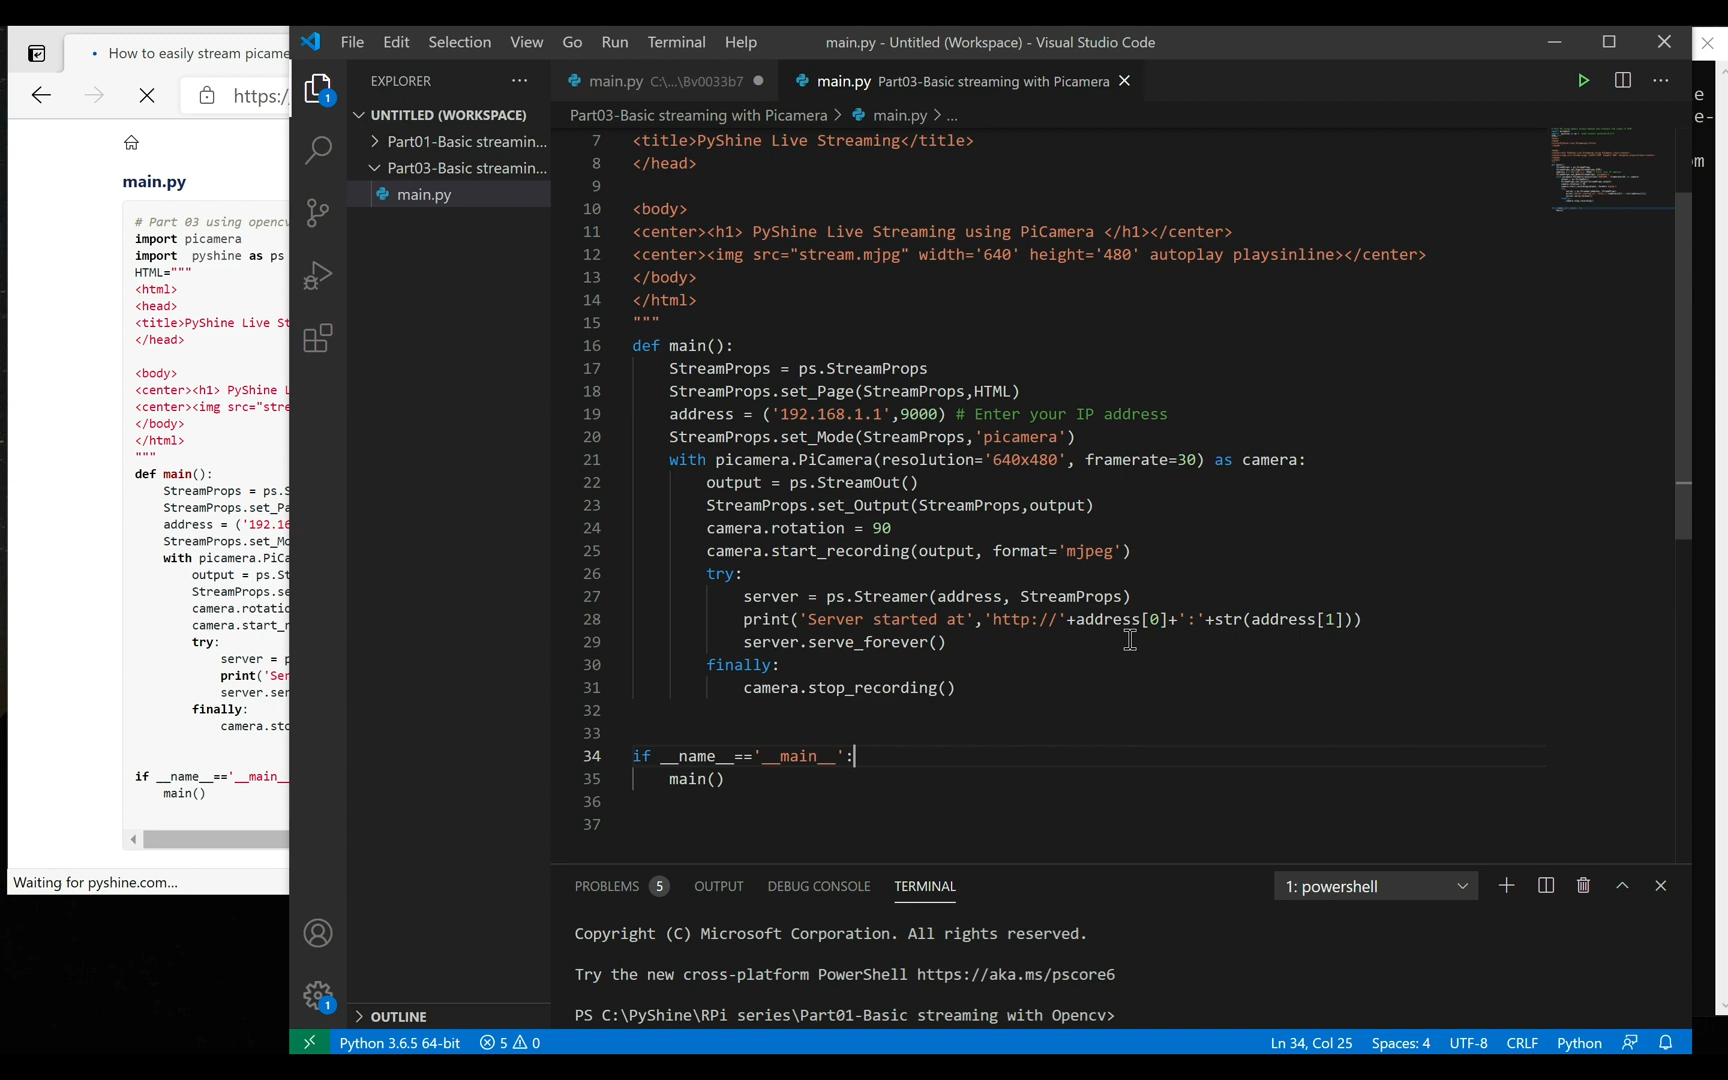 How to easily stream picame
https:/
main.py
# Part 03 using opencv
import picamera
import  pyshine as ps
HTML="""
<html>
<head>
<title>PyShine Live St
</head>
<body>
<center><h1> PyShine L
<center><img src="stre
</body>
</html>
"""
def main():
StreamProps = ps.S
StreamProps.set_Pa
address = ('192.16
StreamProps.set_Mo
with picamera.PiCa
output = ps.St
StreamProps.se
camera.rotatio
camera.start_r
try:
server = p
print('Ser
server.ser
finally:
camera.sto
if __name__=='__main_
main()
Waiting for pyshine.com...
File Edit Selection View Go Run Terminal Help
main.py - Untitled (Workspace) - Visual Studio Code
1
EXPLORER
UNTITLED (WORKSPACE)
Part01-Basic streamin...
Part03-Basic streamin...
main.py
OUTLINE
1
main.py C:\...\Bv0033b7
main.py Part03-Basic streaming with Picamera
Part03-Basic streaming with Picamera > main.py > ...
7 <title>PyShine Live Streaming</title>
8 </head>
9
10 <body>
11 <center><h1> PyShine Live Streaming using PiCamera </h1></center>
12 <center><img src="stream.mjpg" width='640' height='480' autoplay playsinline></center>
13 </body>
14 </html>
15 """
16 def main():
17 StreamProps = ps.StreamProps
18 StreamProps.set_Page(StreamProps,HTML)
19 address = ('192.168.1.1',9000) # Enter your IP address
20 StreamProps.set_Mode(StreamProps,'picamera')
21 with picamera.PiCamera(resolution='640x480', framerate=30) as camera:
22 output = ps.StreamOut()
23 StreamProps.set_Output(StreamProps,output)
24 camera.rotation = 90
25 camera.start_recording(output, format='mjpeg')
26 try:
27 server = ps.Streamer(address, StreamProps)
28 print('Server started at','http://'+address[0]+':'+str(address[1]))
29 server.serve_forever()
30 finally:
31 camera.stop_recording()
32
33
34 if __name__=='__main__':
35 main()
36
37
PROBLEMS 5 OUTPUT DEBUG CONSOLE TERMINAL
1: powershell
Copyright (C) Microsoft Corporation. All rights reserved.
Try the new cross-platform PowerShell https://aka.ms/pscore6
PS C:\PyShine\RPi series\Part01-Basic streaming with Opencv>
Python 3.6.5 64-bit 5 0
Ln 34, Col 25 Spaces: 4 UTF-8 CRLF Python
e
e-
om